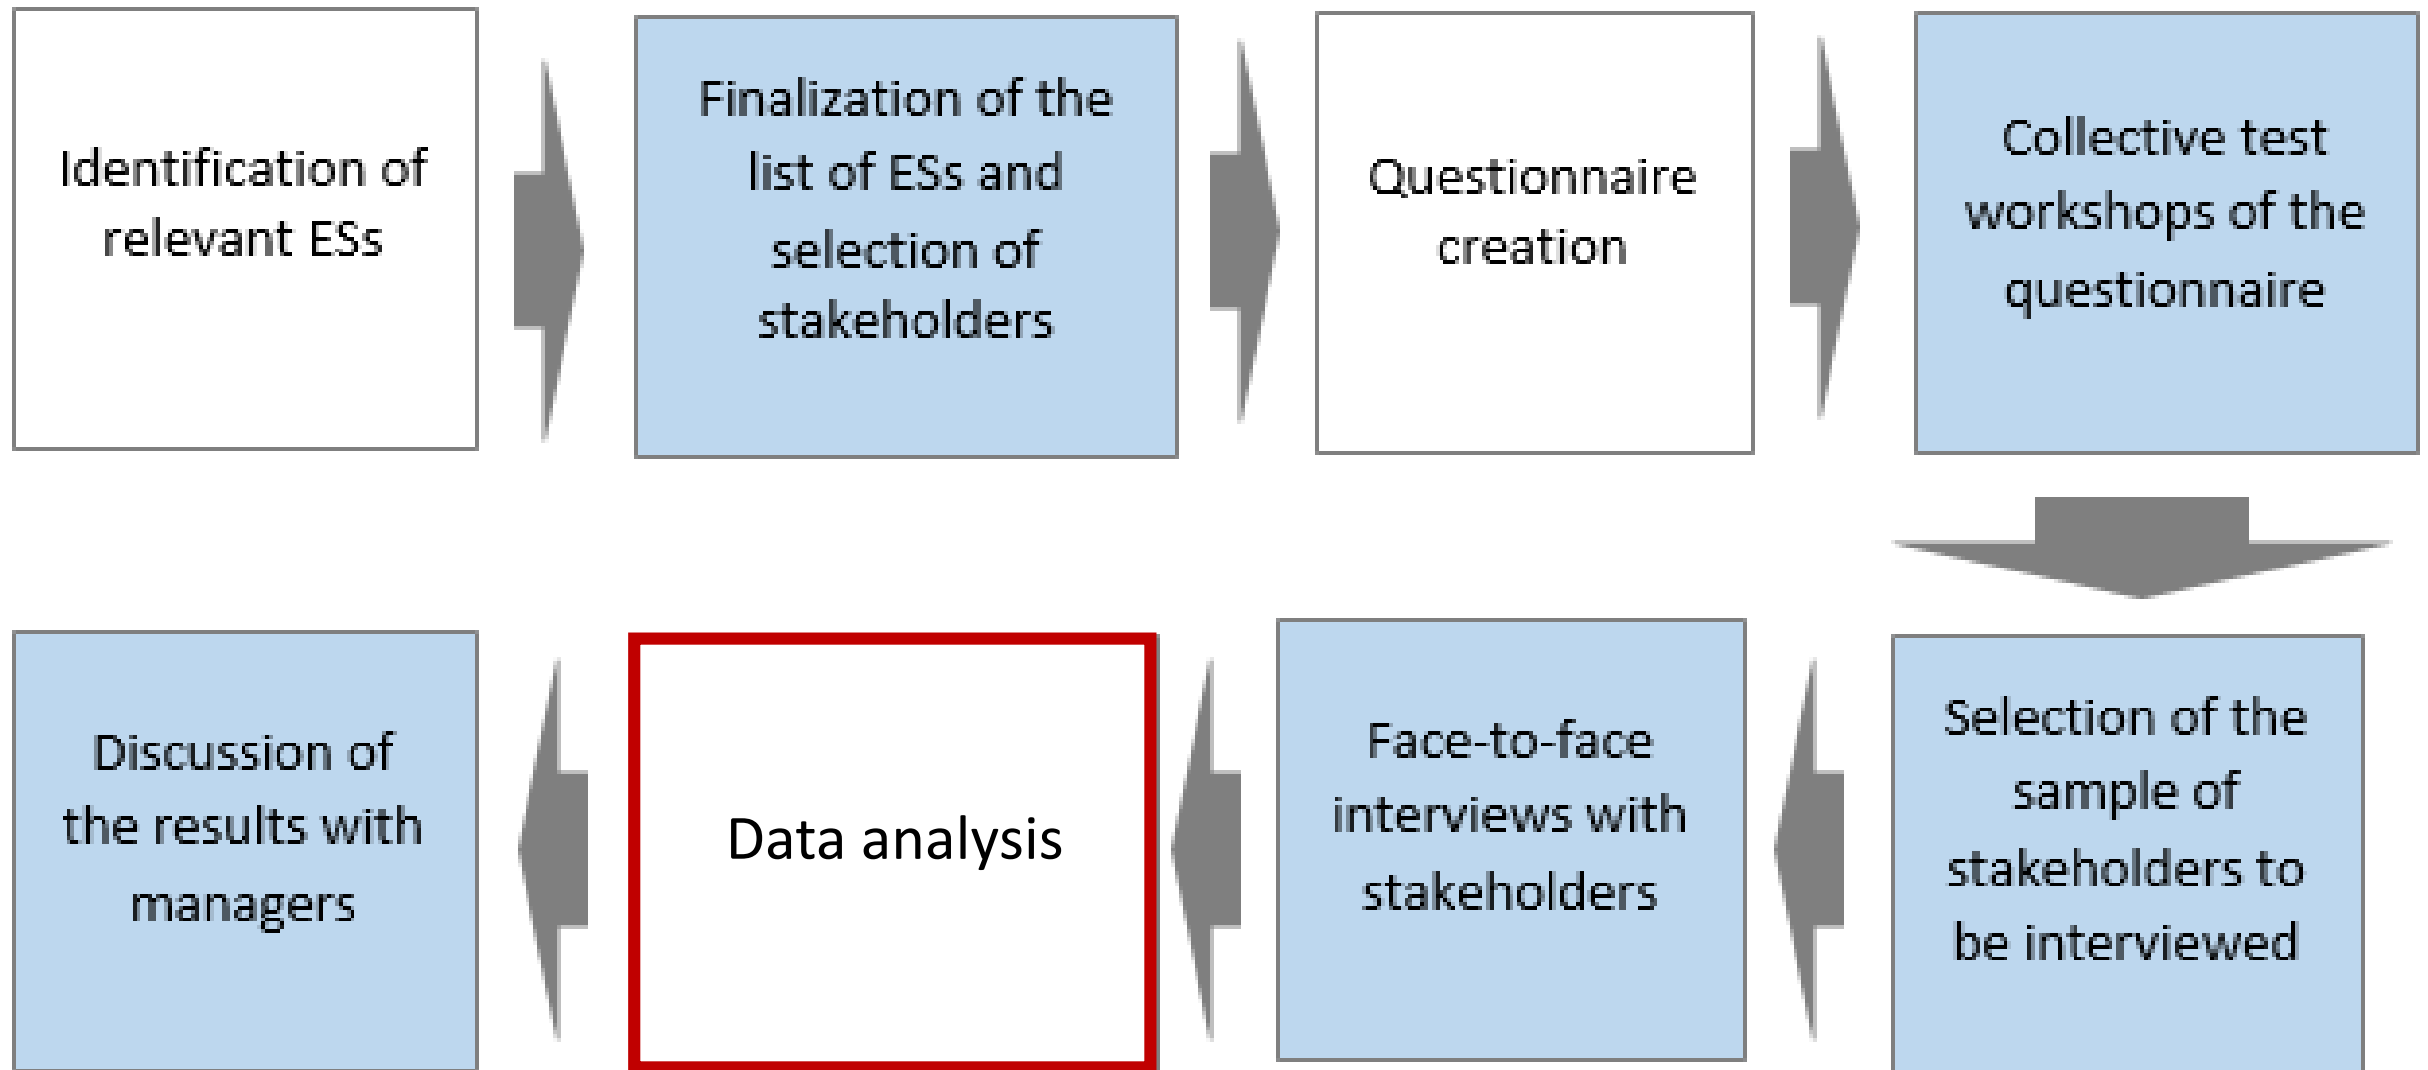 Identification of
relevant ESs
Finalization of the
list of ESs and
selection of
stakeholders
Questionnaire
creation
Collective test
workshops of the
questionnaire
Selection of the
sample of
stakeholders to
be interviewed
Face-to-face
interviews with
stakeholders
Data analysis
Discussion of
the results with
managers